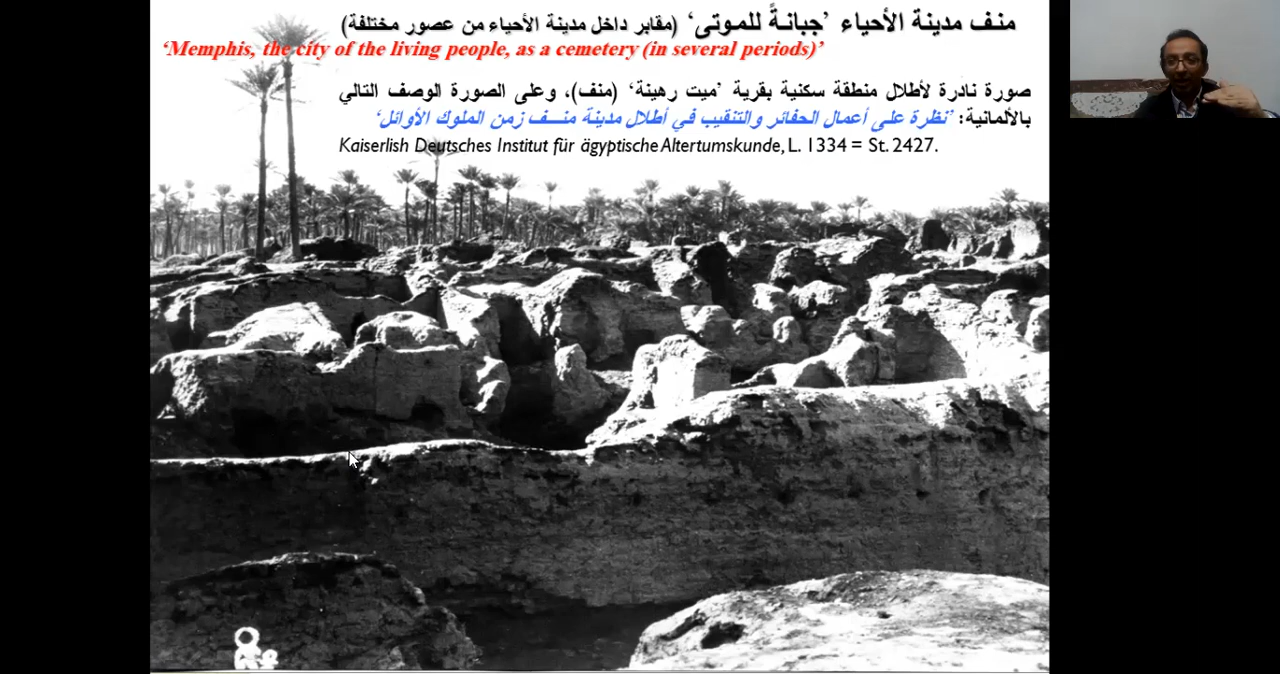 منـف مدينة الأحياء ’جبانةً للموتى‘ (مقابر داخل مدينة الأحياء من عصور مختلفة)
‘Memphis, the city of the living people, as a cemetery (in several periods)’
صورة نادرة لأطلال منطقة سكنية بقرية ’ميت رهينة‘ (منف)، وعلى الصورة الوصف التالي
بالألمانية: ’نظرة على أعمال الحفائر والتنقيب في أطلال مدينة منـــف زمن الملوك الأوائل‘
Kaiserlish Deutsches Institut für ägyptische Altertumskunde, L. 1334 = St. 2427.